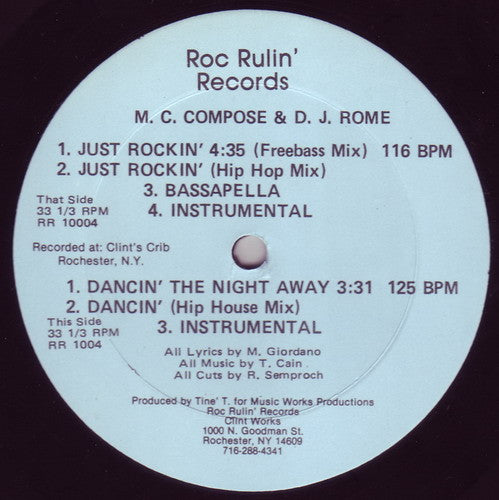 Roc Rulin'
Records
M. C. COMPOSE & D. J. ROME
1. JUST ROCKIN' 4:35 (Freebass Mix) 116 BPM
2. JUST ROCKIN' (Hip Hop Mix)
3. BASSAPELLA
That Side
33 1/3 RPM 4. INSTRUMENTAL
RR 10004
Recorded at: Clint's Crib
Rochester, N.Y.
1. DANCIN' THE NIGHT AWAY 3:31 125 BPM
2. DANCIN' (Hip House Mix)
This Side 3. INSTRUMENTAL
33 1/3 RPM
RR 1004
All Lyrics by M. Giordano
All Music by T. Cain
All Cuts by R. Semproch
Produced by Tine' T. for Music Works Productions
Roc Rulin' Records
Clint Works
1000 N. Goodman St.
Rochester, NY 14609
716-288-4341